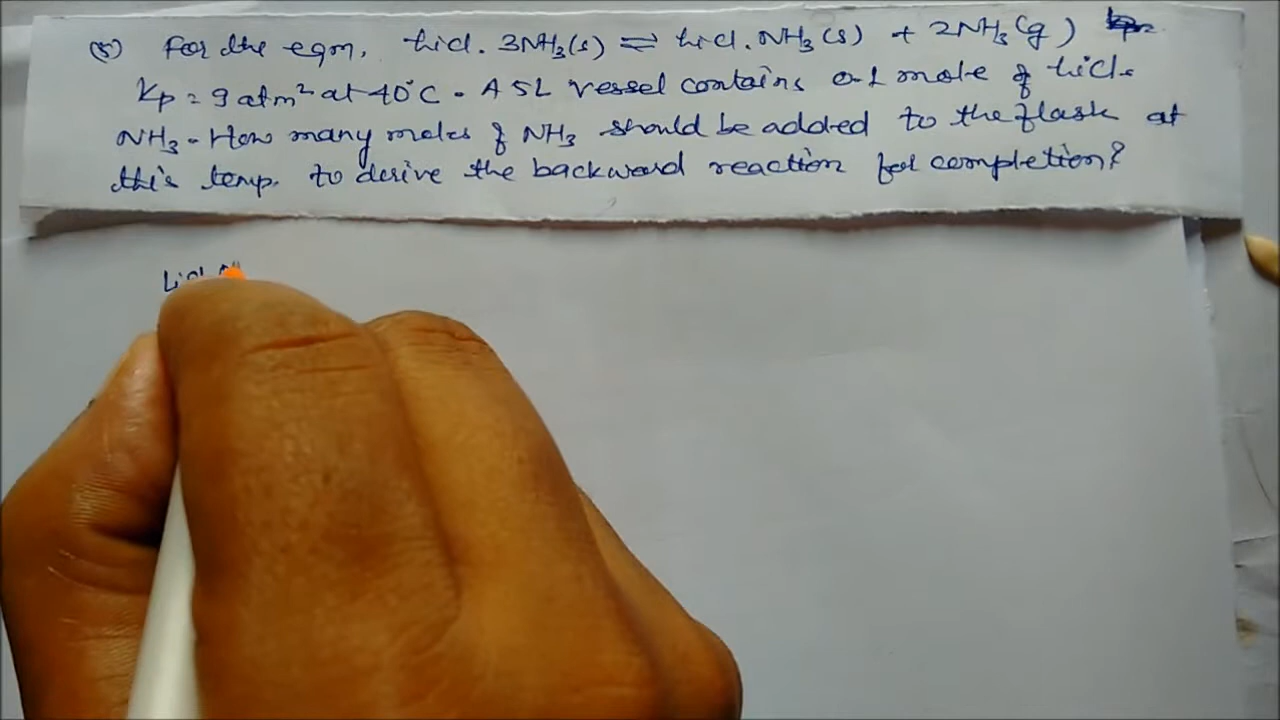 (5) For the eqm, LiCl. 3NH₃(s) ⇌ LiCl. NH₃(s) + 2NH₃(g)
Kp = 9 atm² at 40°C. A 5L vessel contains 0.1 mole of LiCl.
NH₃. How many moles of NH₃ should be added to the flask at
this temp. to derive the backward reaction for completion?
LiCl